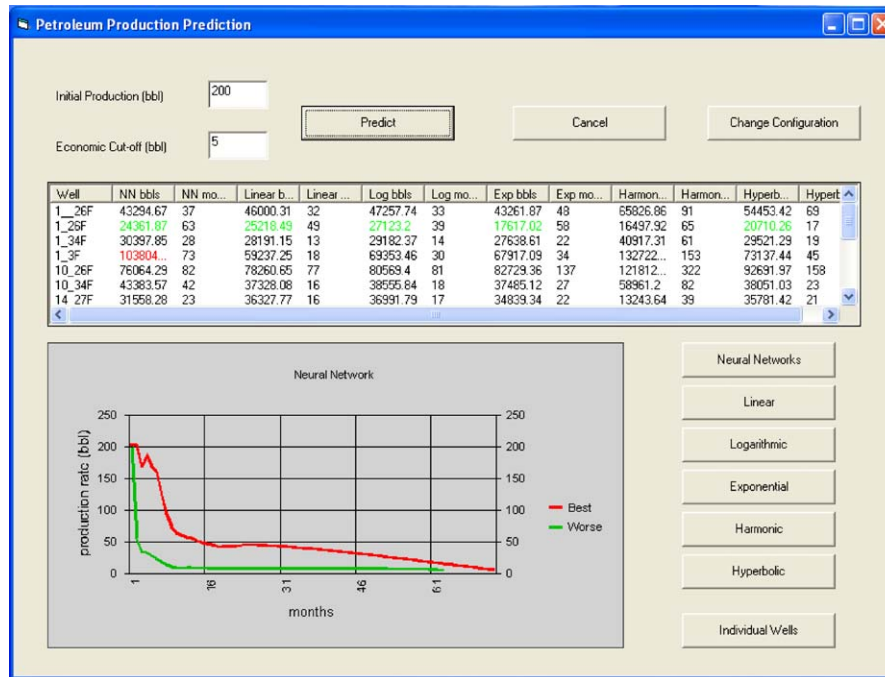 Petroleum Production Prediction
Initial Production (bbl) 200
Predict Cancel Change Configuration
Economic Cut-off (bbl) 5
Well NN bbls NN mo... Linear b... Linear ... Log bbls Log mo... Exp bbls Exp mo... Harmon... Harmon... Hyperb... Hyperb
1__26F 43294.67 37 46000.31 32 47257.74 33 43261.87 48 65826.86 91 54453.42 69
1_26F 24361.87 63 25218.49 49 27123.2 39 17617.02 58 16497.92 65 20710.26 17
1_34F 30397.85 28 28191.15 13 29182.37 14 27638.61 22 40917.31 61 29521.29 19
1_3F 103804... 73 59237.25 18 69353.46 30 67917.09 34 132722... 153 73137.44 45
10_26F 76064.29 82 78260.65 77 80569.4 81 82729.36 137 121812... 322 92691.97 158
10_34F 43383.57 42 37328.08 16 38555.84 18 37485.12 27 58961.2 82 38051.03 23
14_27F 31558.28 23 36327.77 16 36991.79 17 34839.34 22 13243.64 39 35781.42 21
Neural Network
production rate (bbl)
250 250
200 200
150 150
100 100
50 50
0 0
1 16 31 46 61
months
Best
Worse
Neural Networks
Linear
Logarithmic
Exponential
Harmonic
Hyperbolic
Individual Wells